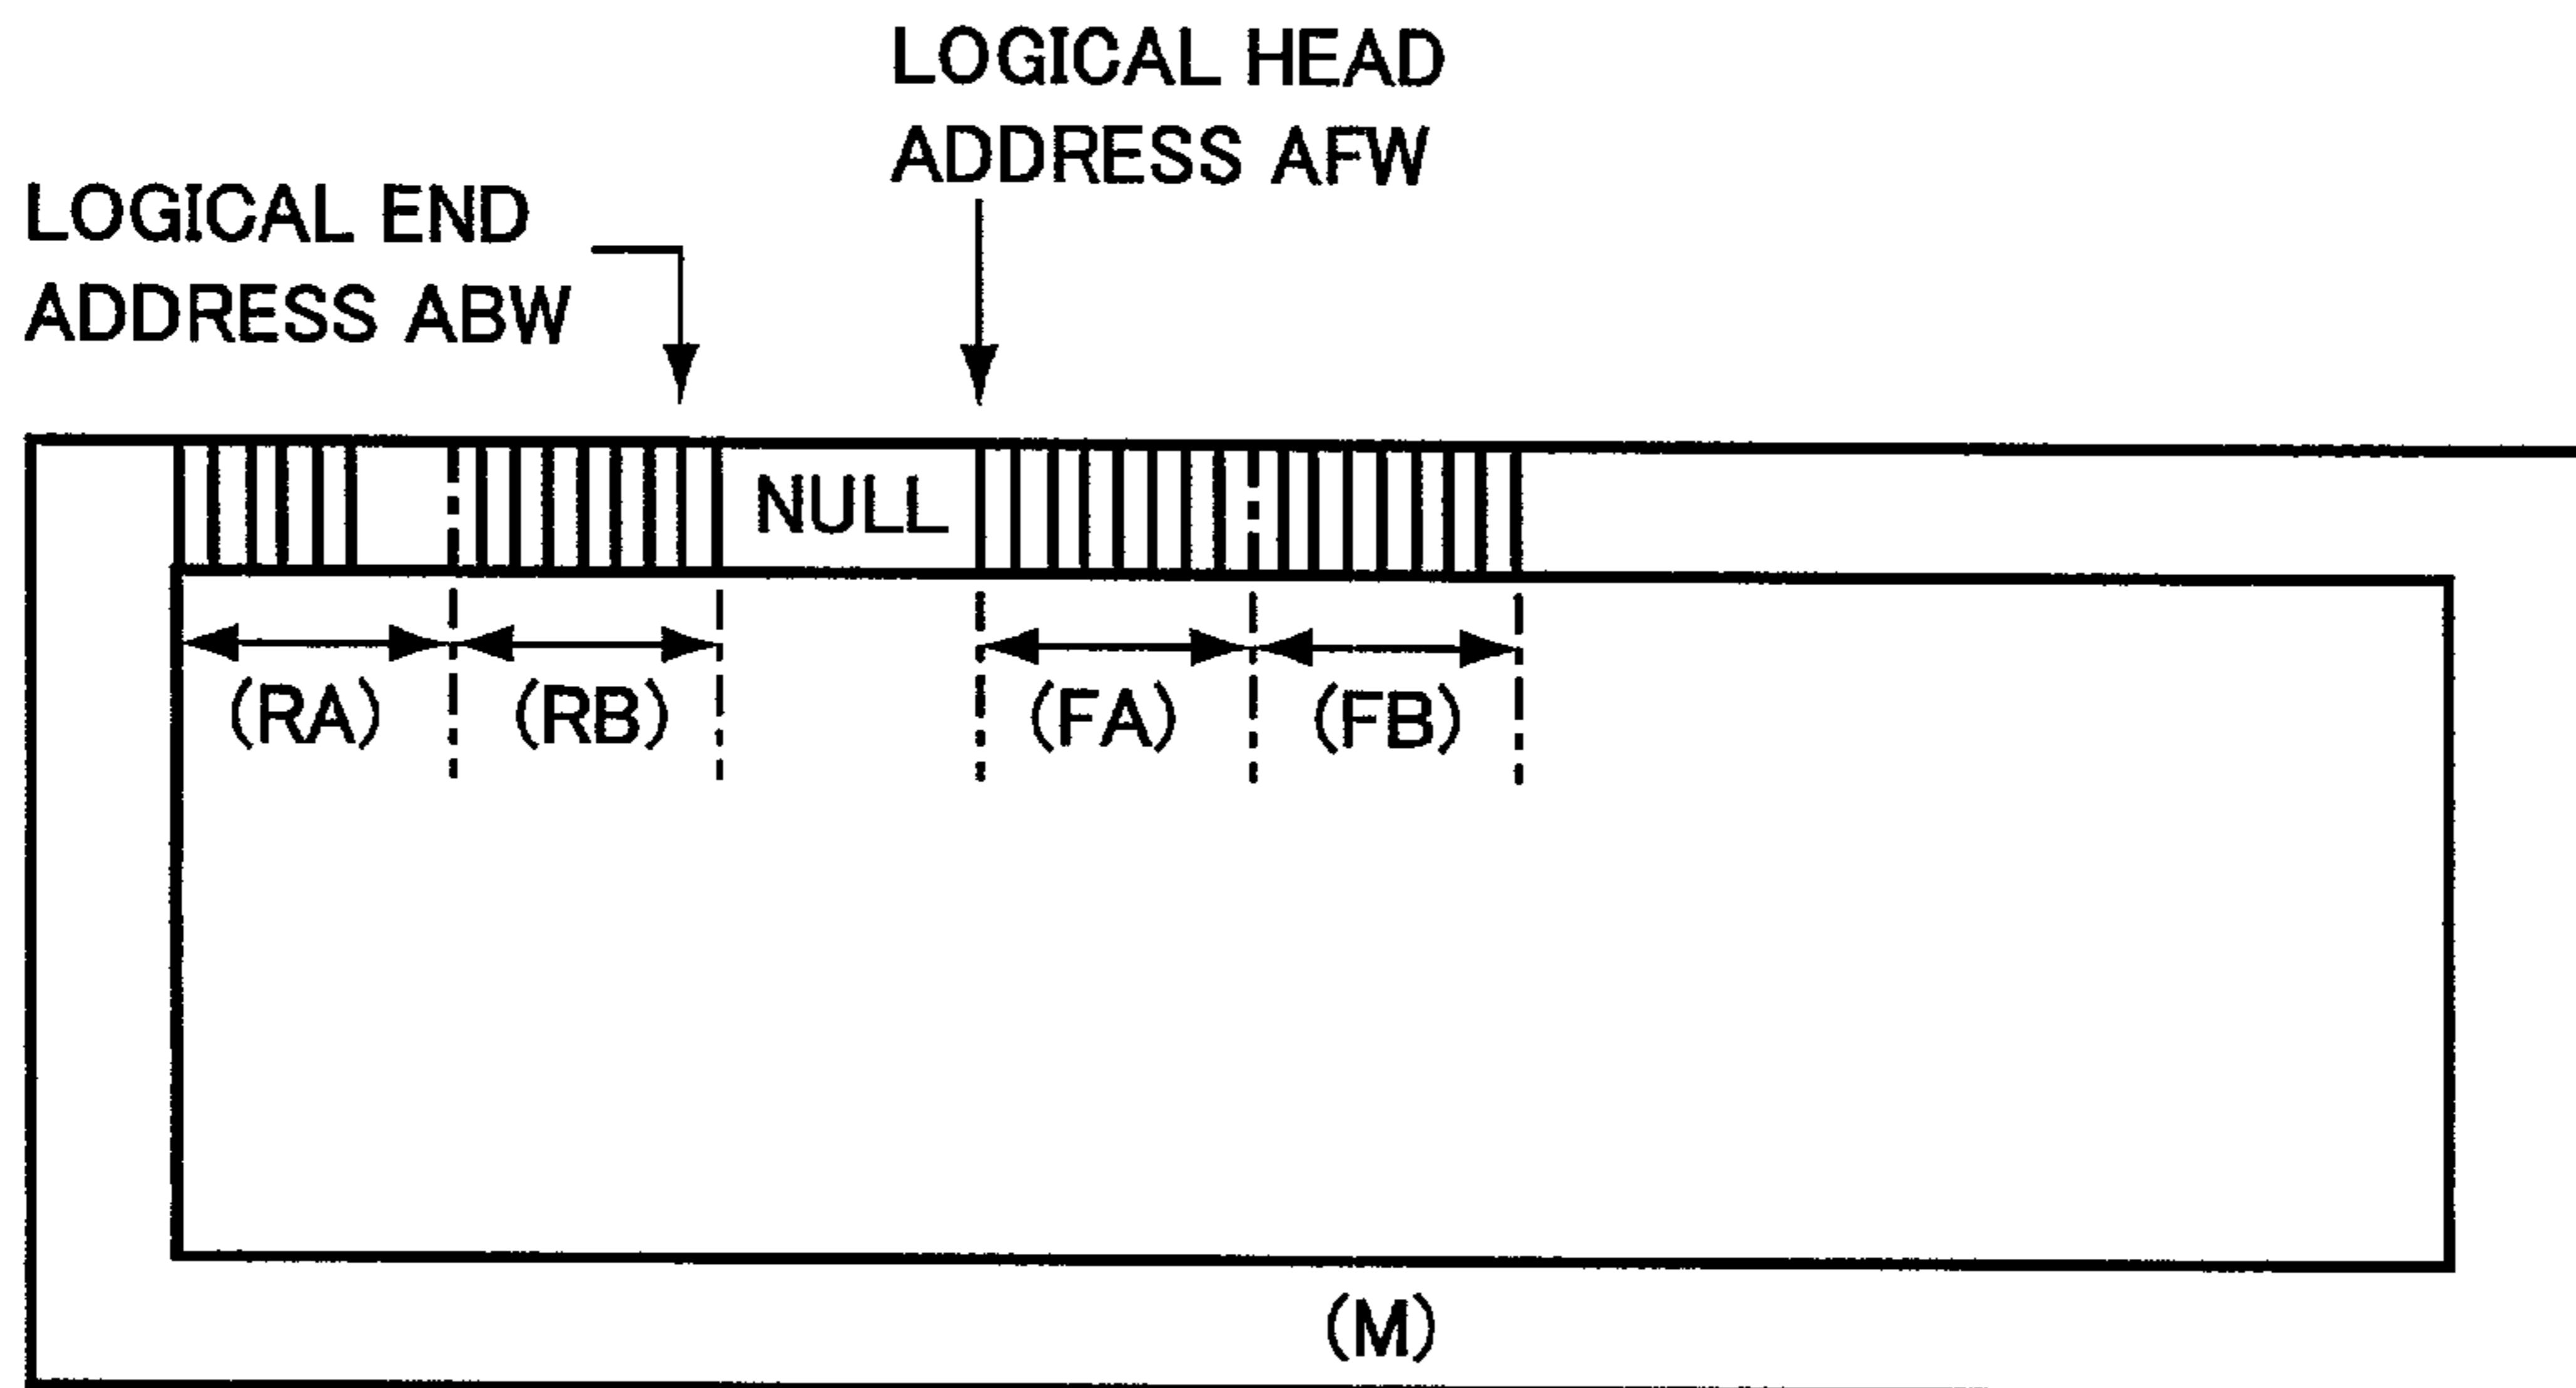 LOGICAL HEAD
ADDRESS AFW
LOGICAL END
ADDRESS ABW
NULL
(RA) (RB) (FA) (FB)
(M)